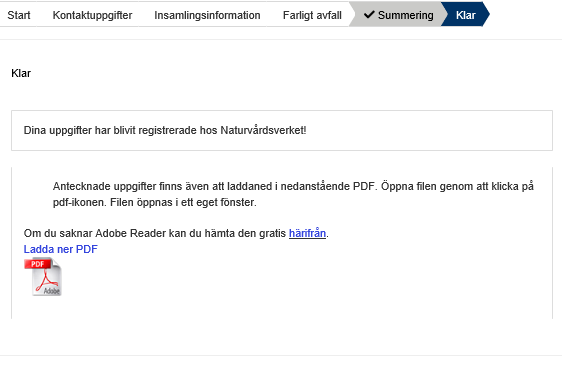 Start Kontaktuppgifter Insamlingsinformation Farligt avfall Summering Klar
Klar
Dina uppgifter har blivit registrerade hos Naturvårdsverket!
Antecknade uppgifter finns även att laddaned i nedanstående PDF. Öppna filen genom att klicka på
pdf-ikonen. Filen öppnas i ett eget fönster.
Om du saknar Adobe Reader kan du hämta den gratis härifrån.
Ladda ner PDF
PDF
Adobe